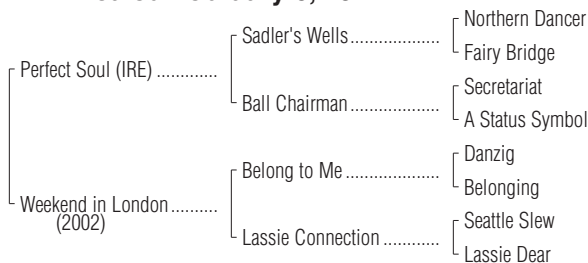 Northern Dancer
Sadler's Wells
Fairy Bridge
Perfect Soul (IRE)
Secretariat
Ball Chairman
A Status Symbol
Danzig
Belong to Me
Belonging
Weekend in London
(2002)
Seattle Slew
Lassie Connection
Lassie Dear